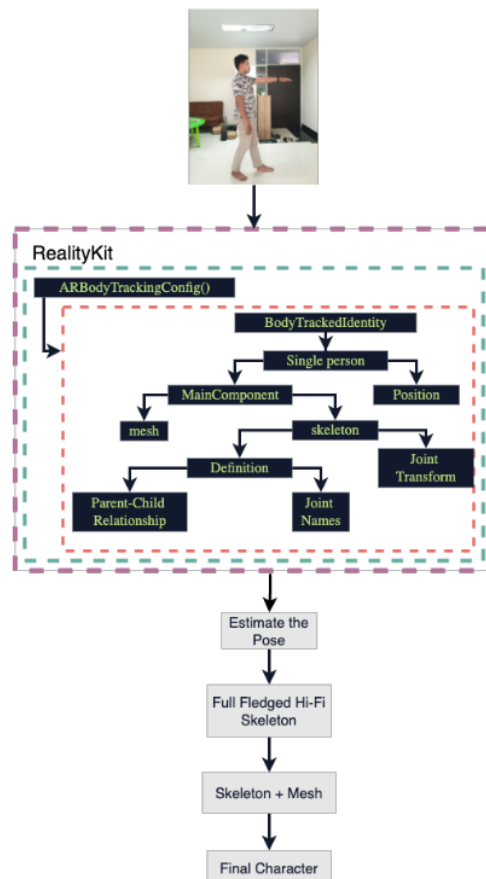 RealityKit
ARBodyTrackingConfig()
BodyTrackedIdentity
Single person
MainComponent
Position
mesh
skeleton
Definition
Joint
Transform
Parent-Child
Relationship
Joint
Names
Estimate the
Pose
Full Fledged Hi-Fi
Skeleton
Skeleton + Mesh
Final Character